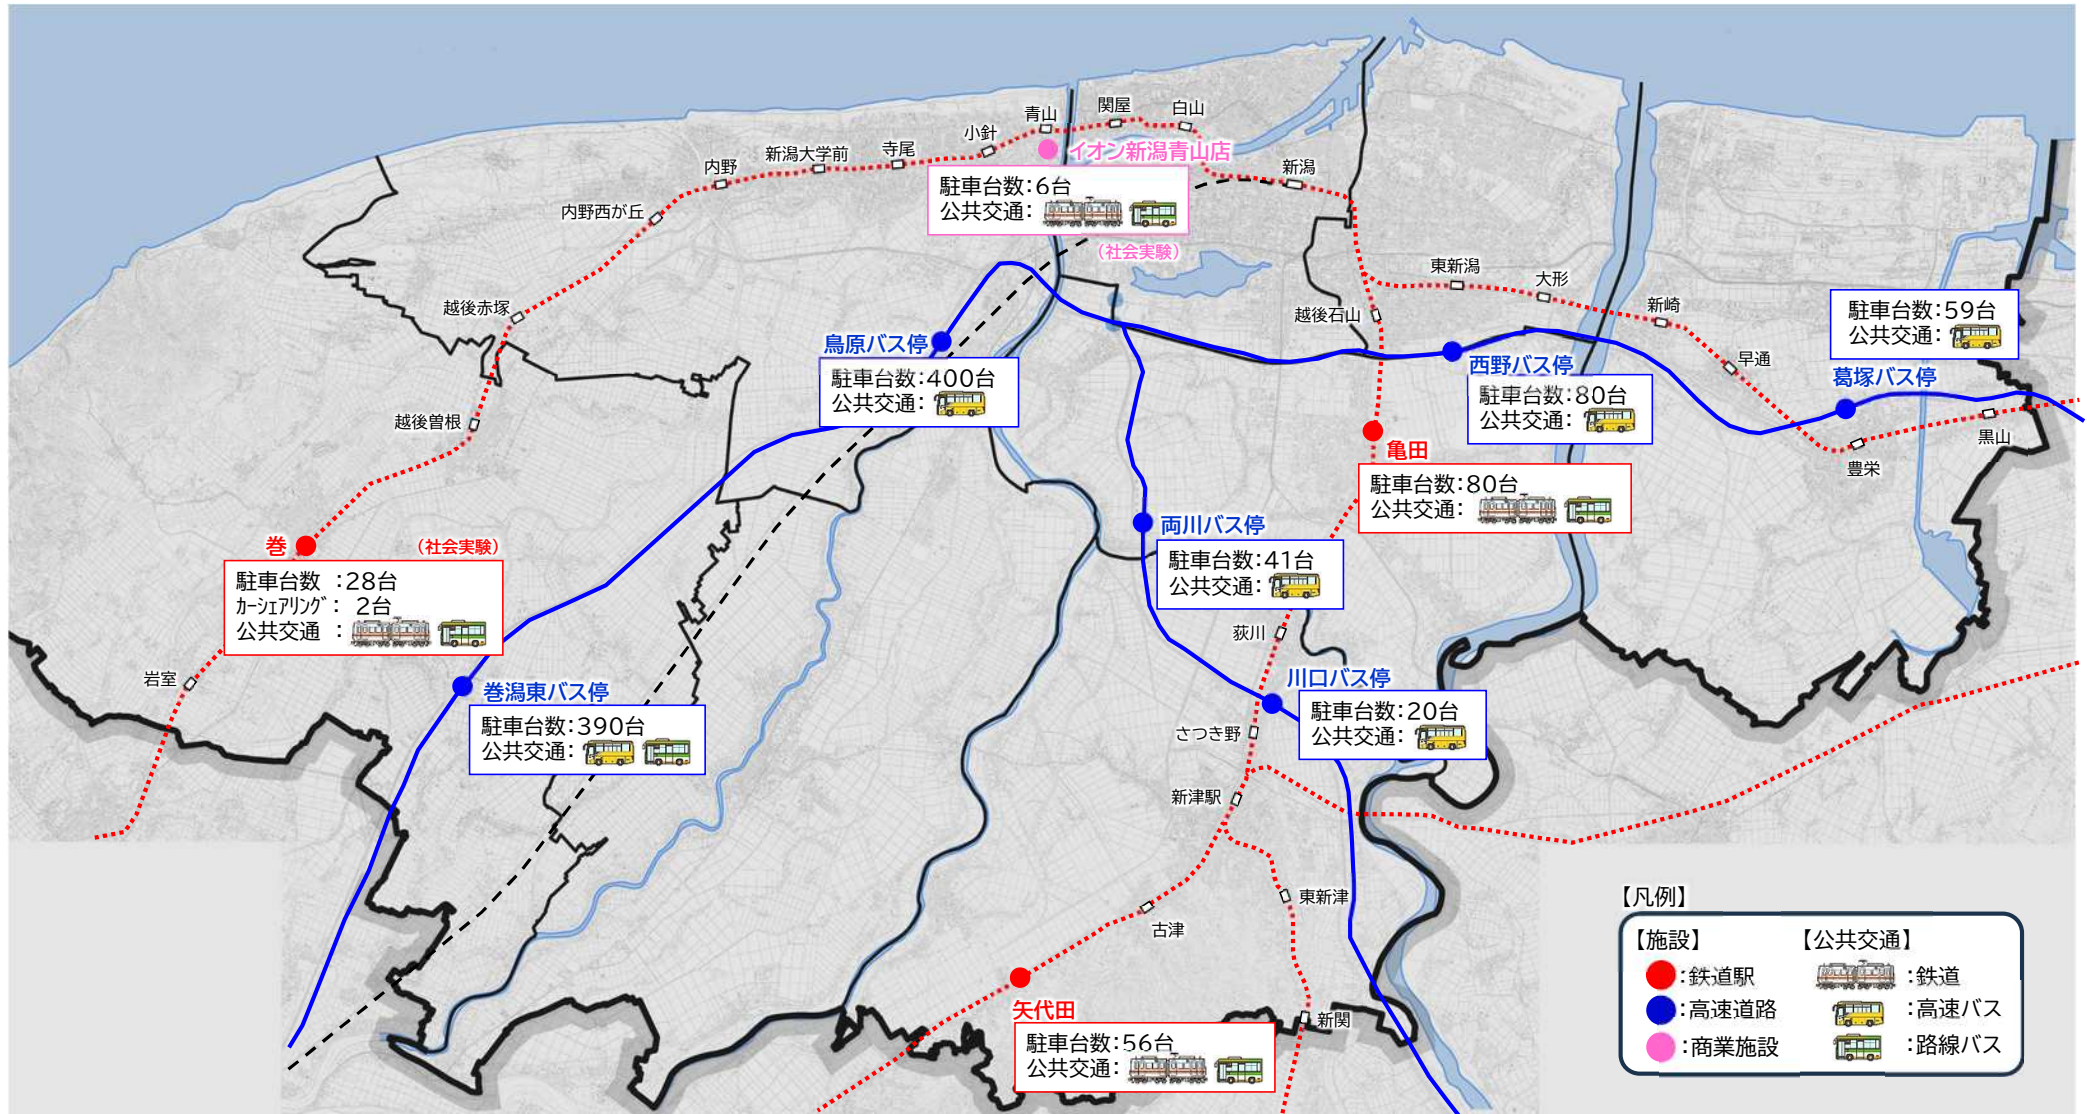 青山
関屋
白山
小針
イオン新潟青山店
寺尾
新潟大学前
内野
新潟
駐車台数:6台
公共交通:
(社会実験)
内野西が丘
東新潟
大形
新崎
越後赤塚
越後石山
駐車台数:59台
公共交通:
鳥原バス停
駐車台数:400台
公共交通:
西野バス停
駐車台数:80台
公共交通:
早通
葛塚バス停
越後曽根
亀田
駐車台数:80台
公共交通:
豊栄
黒山
両川バス停
駐車台数:41台
公共交通:
巻
(社会実験)
駐車台数 :28台
カーシェアリング : 2台
公共交通 :
荻川
岩室
巻潟東バス停
駐車台数:390台
公共交通:
川口バス停
駐車台数:20台
公共交通:
さつき野
新津駅
東新津
古津
矢代田
駐車台数:56台
公共交通:
新関
【凡例】
【施設】 【公共交通】
:鉄道駅 :鉄道
:高速道路 :高速バス
:商業施設 :路線バス